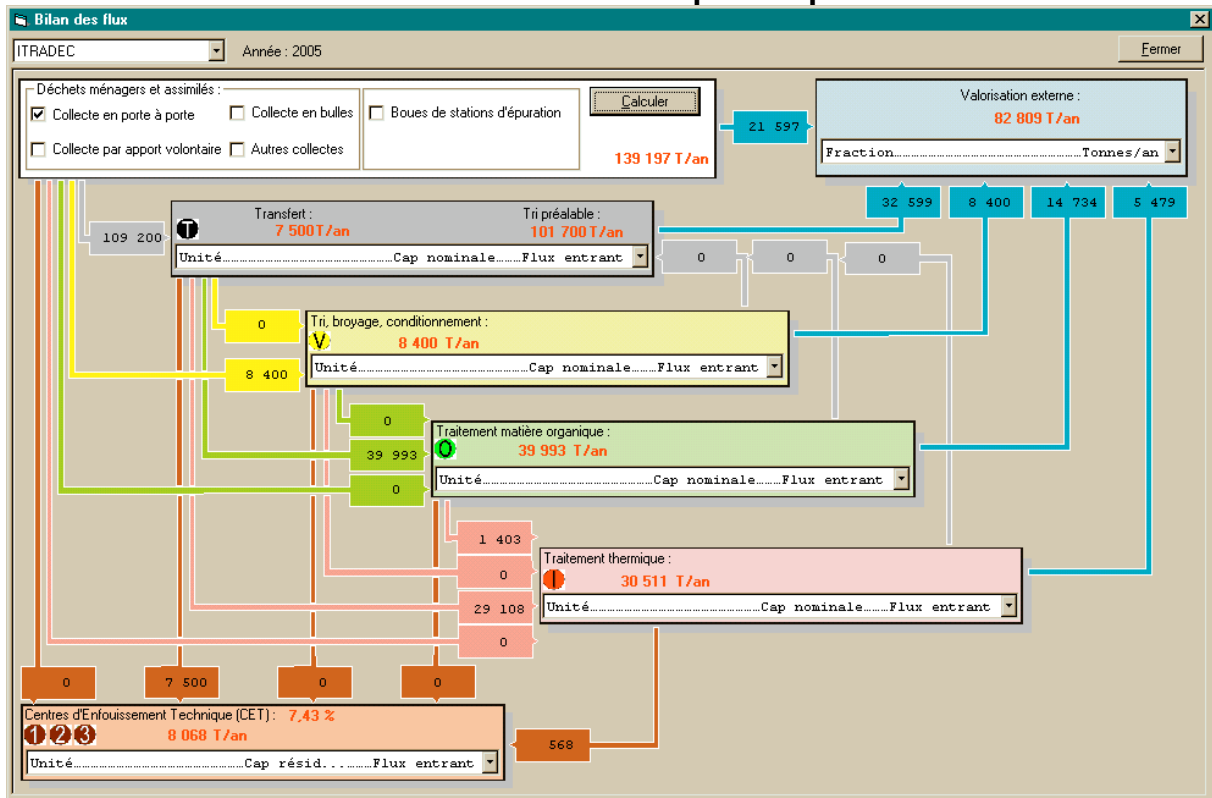 Bilan des flux
ITRADEC
Année : 2005
Fermer
Déchets ménagers et assimilés :
Collecte en porte à porte
Collecte en bulles
Boues de stations d'épuration
Calculer
Collecte par apport volontaire
Autres collectes
139 197 T/an
21 597
Valorisation externe :
82 809 T/an
Fraction...Tonnes/an
32 599
8 400
14 734
5 479
109 200
T
Transfert :
7 500T/an
Tri préalable :
101 700 T/an
Unité...Cap nominale...Flux entrant
0
0
0
0
Tri, broyage, conditionnement :
V
8 400 T/an
8 400
Unité...Cap nominale...Flux entrant
0
Traitement matière organique :
O
39 993 T/an
39 993
Unité...Cap nominale...Flux entrant
0
1 403
Traitement thermique :
0
I
30 511 T/an
29 108
Unité...Cap nominale...Flux entrant
0
0
7 500
0
0
Centres d'Enfouissement Technique (CET) : 7,43 %
1 2 3
8 068 T/an
568
Unité...Cap résid...Flux entrant